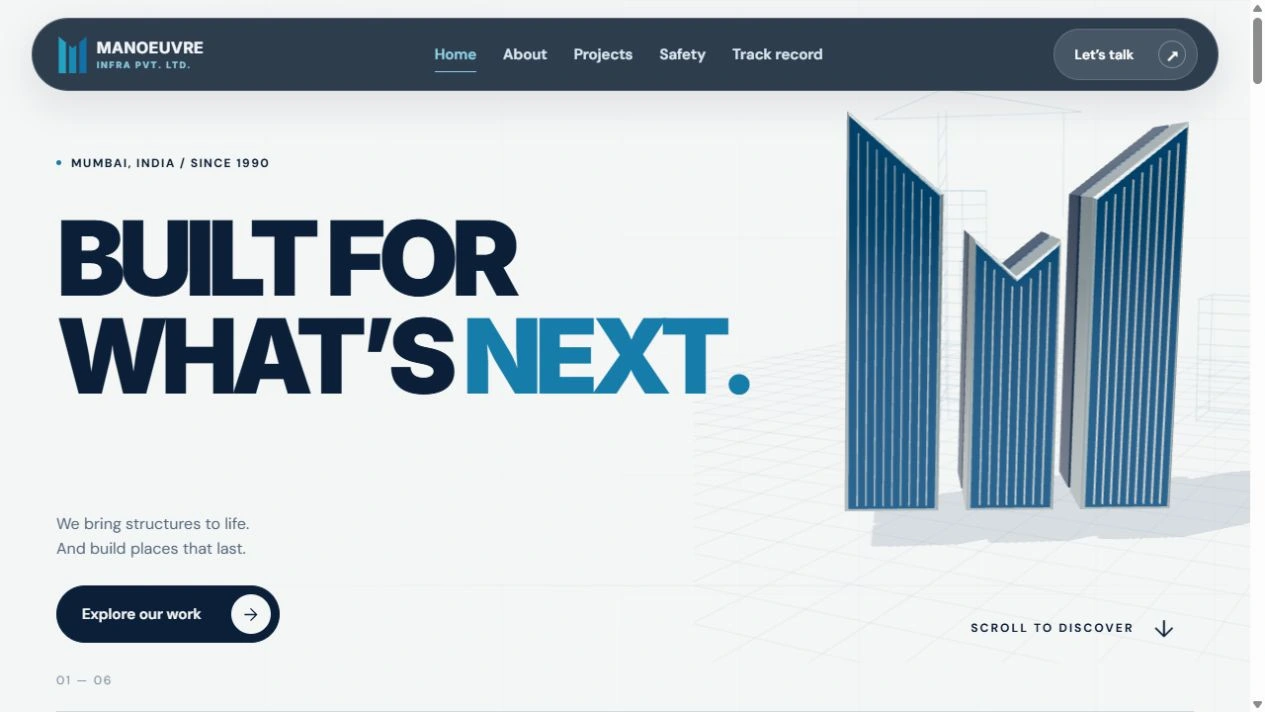 MANOEUVRE
INFRA PVT. LTD.
Home About Projects Safety Track record
Let's talk
MUMBAI, INDIA / SINCE 1990
BUILT FOR
WHAT'S NEXT.
We bring structures to life.
And build places that last.
Explore our work
SCROLL TO DISCOVER
01 — 06